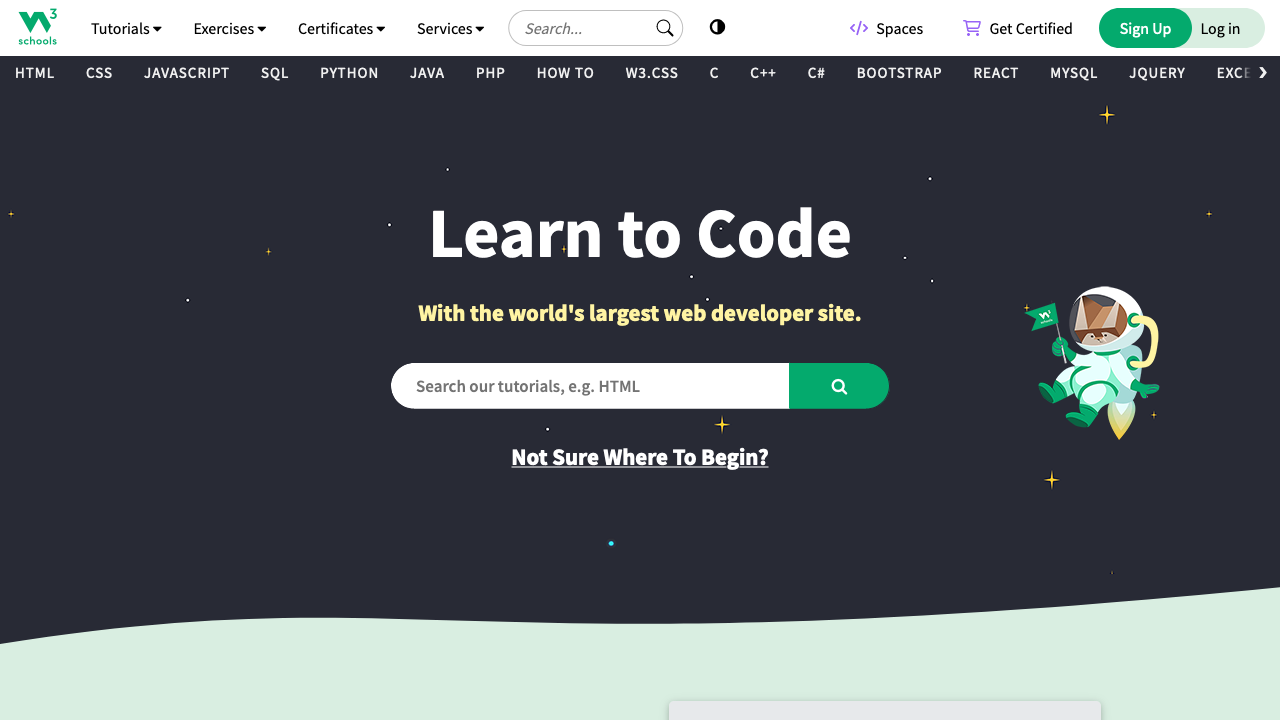 W3 schools Tutorials Exercises Certificates Services Search... Spaces Get Certified Sign Up Log in
HTML CSS JAVASCRIPT SQL PYTHON JAVA PHP HOW TO W3.CSS C C++ C# BOOTSTRAP REACT MYSQL JQUERY
Learn to Code
With the world's largest web developer site.
Search our tutorials, e.g. HTML
Not Sure Where To Begin?